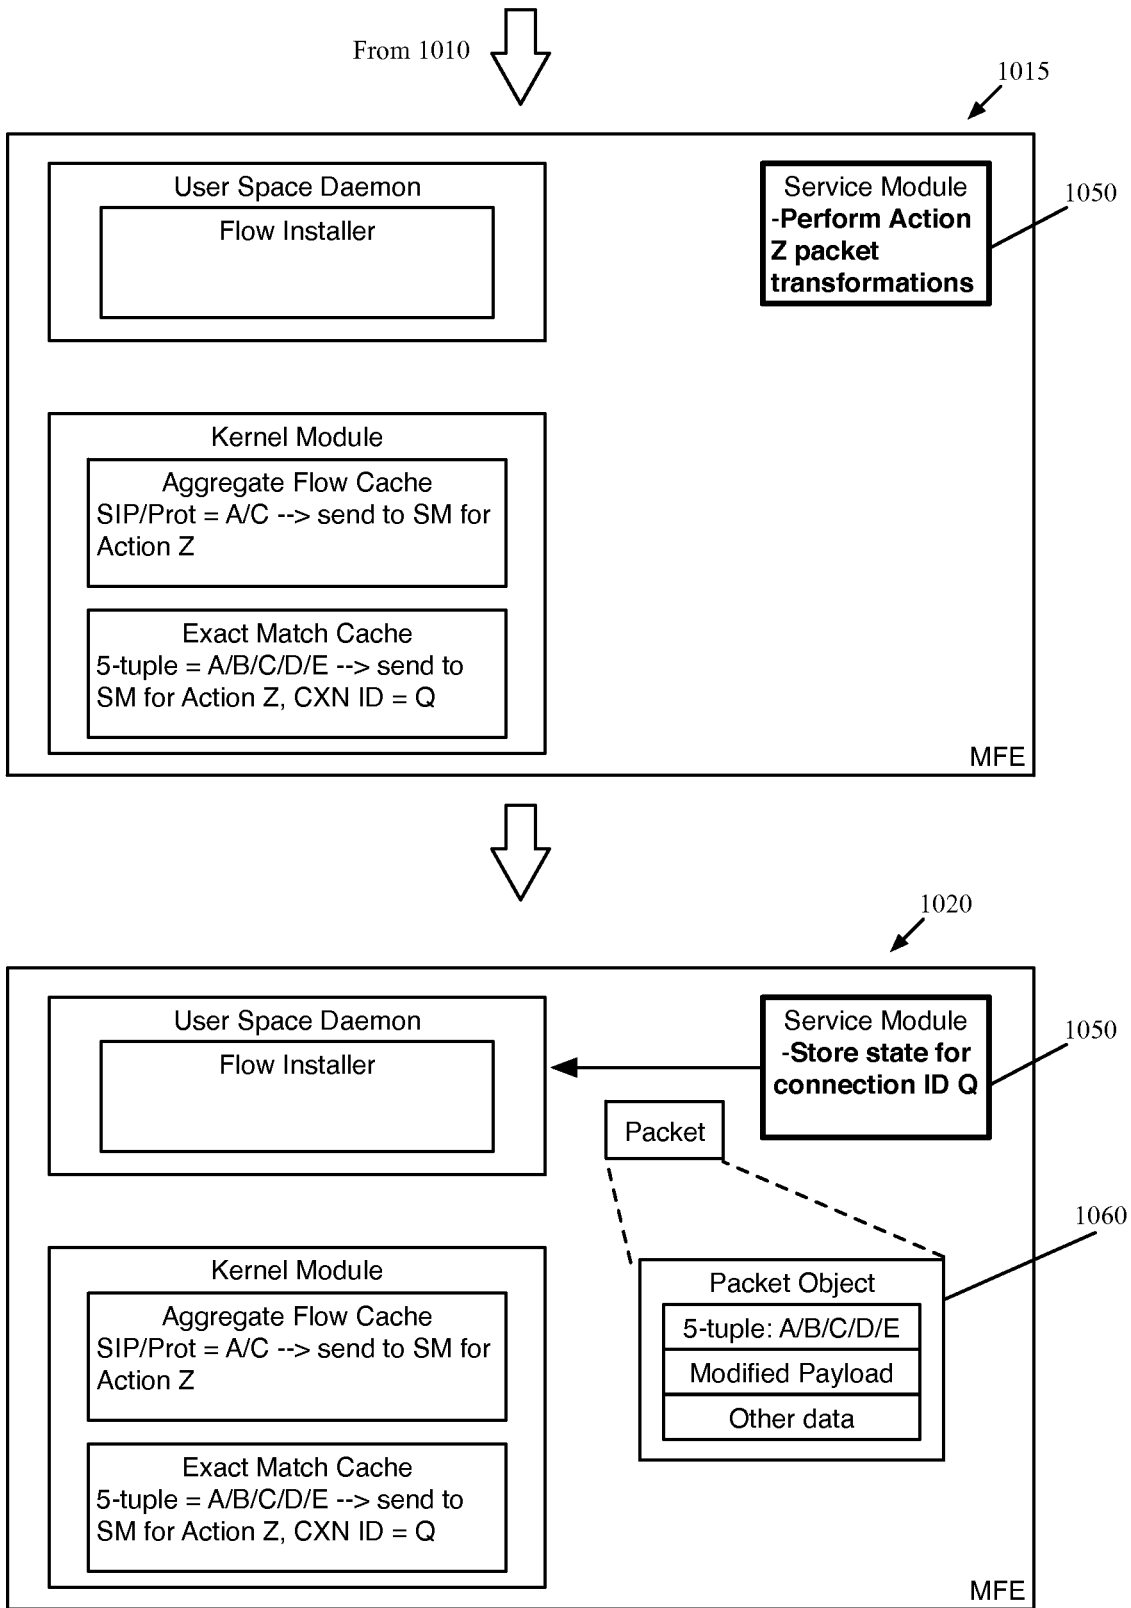 From 1010
1015
User Space Daemon
Flow Installer
Service Module
-Perform Action
Z packet
transformations
1050
Kernel Module
Aggregate Flow Cache
SIP/Prot = A/C --> send to SM for
Action Z
Exact Match Cache
5-tuple = A/B/C/D/E --> send to
SM for Action Z, CXN ID = Q
MFE
1020
User Space Daemon
Flow Installer
Service Module
-Store state for
connection ID Q
1050
Packet
1060
Kernel Module
Aggregate Flow Cache
SIP/Prot = A/C --> send to SM for
Action Z
Exact Match Cache
5-tuple = A/B/C/D/E --> send to
SM for Action Z, CXN ID = Q
Packet Object
5-tuple: A/B/C/D/E
Modified Payload
Other data
MFE